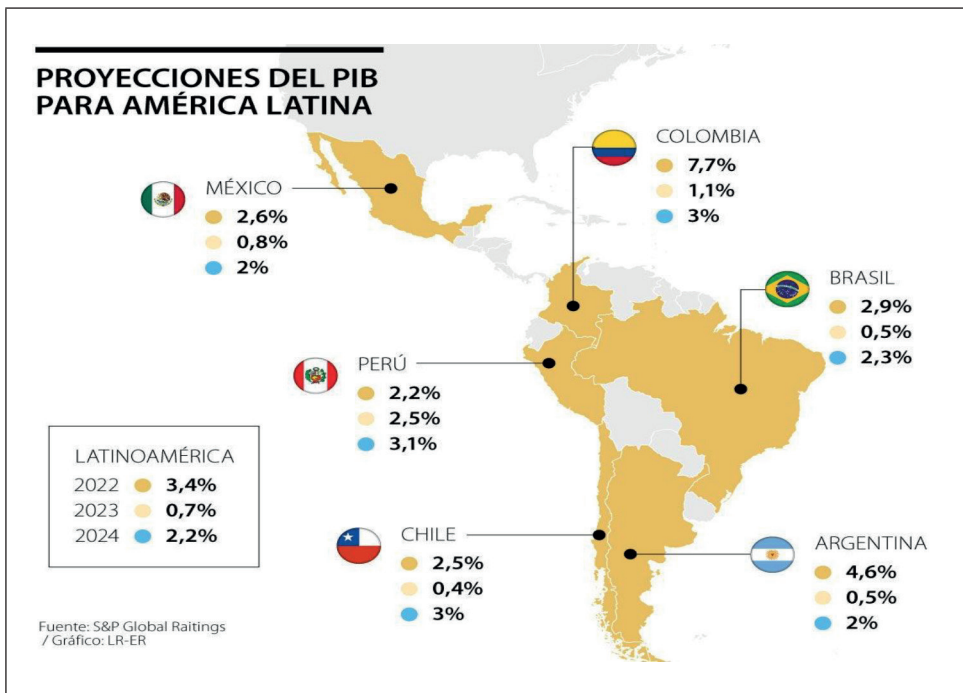 PROYECCIONES DEL PIB
PARA AMÉRICA LATINA
COLOMBIA
7,7%
1,1%
3%
MÉXICO
2,6%
0,8%
2%
BRASIL
2,9%
0,5%
2,3%
PERÚ
2,2%
2,5%
3,1%
LATINOAMÉRICA
2022 3,4%
2023 0,7%
2024 2,2%
CHILE
2,5%
0,4%
3%
ARGENTINA
4,6%
0,5%
2%
Fuente: S&P Global Raitings
/ Gráfico: LR-ER